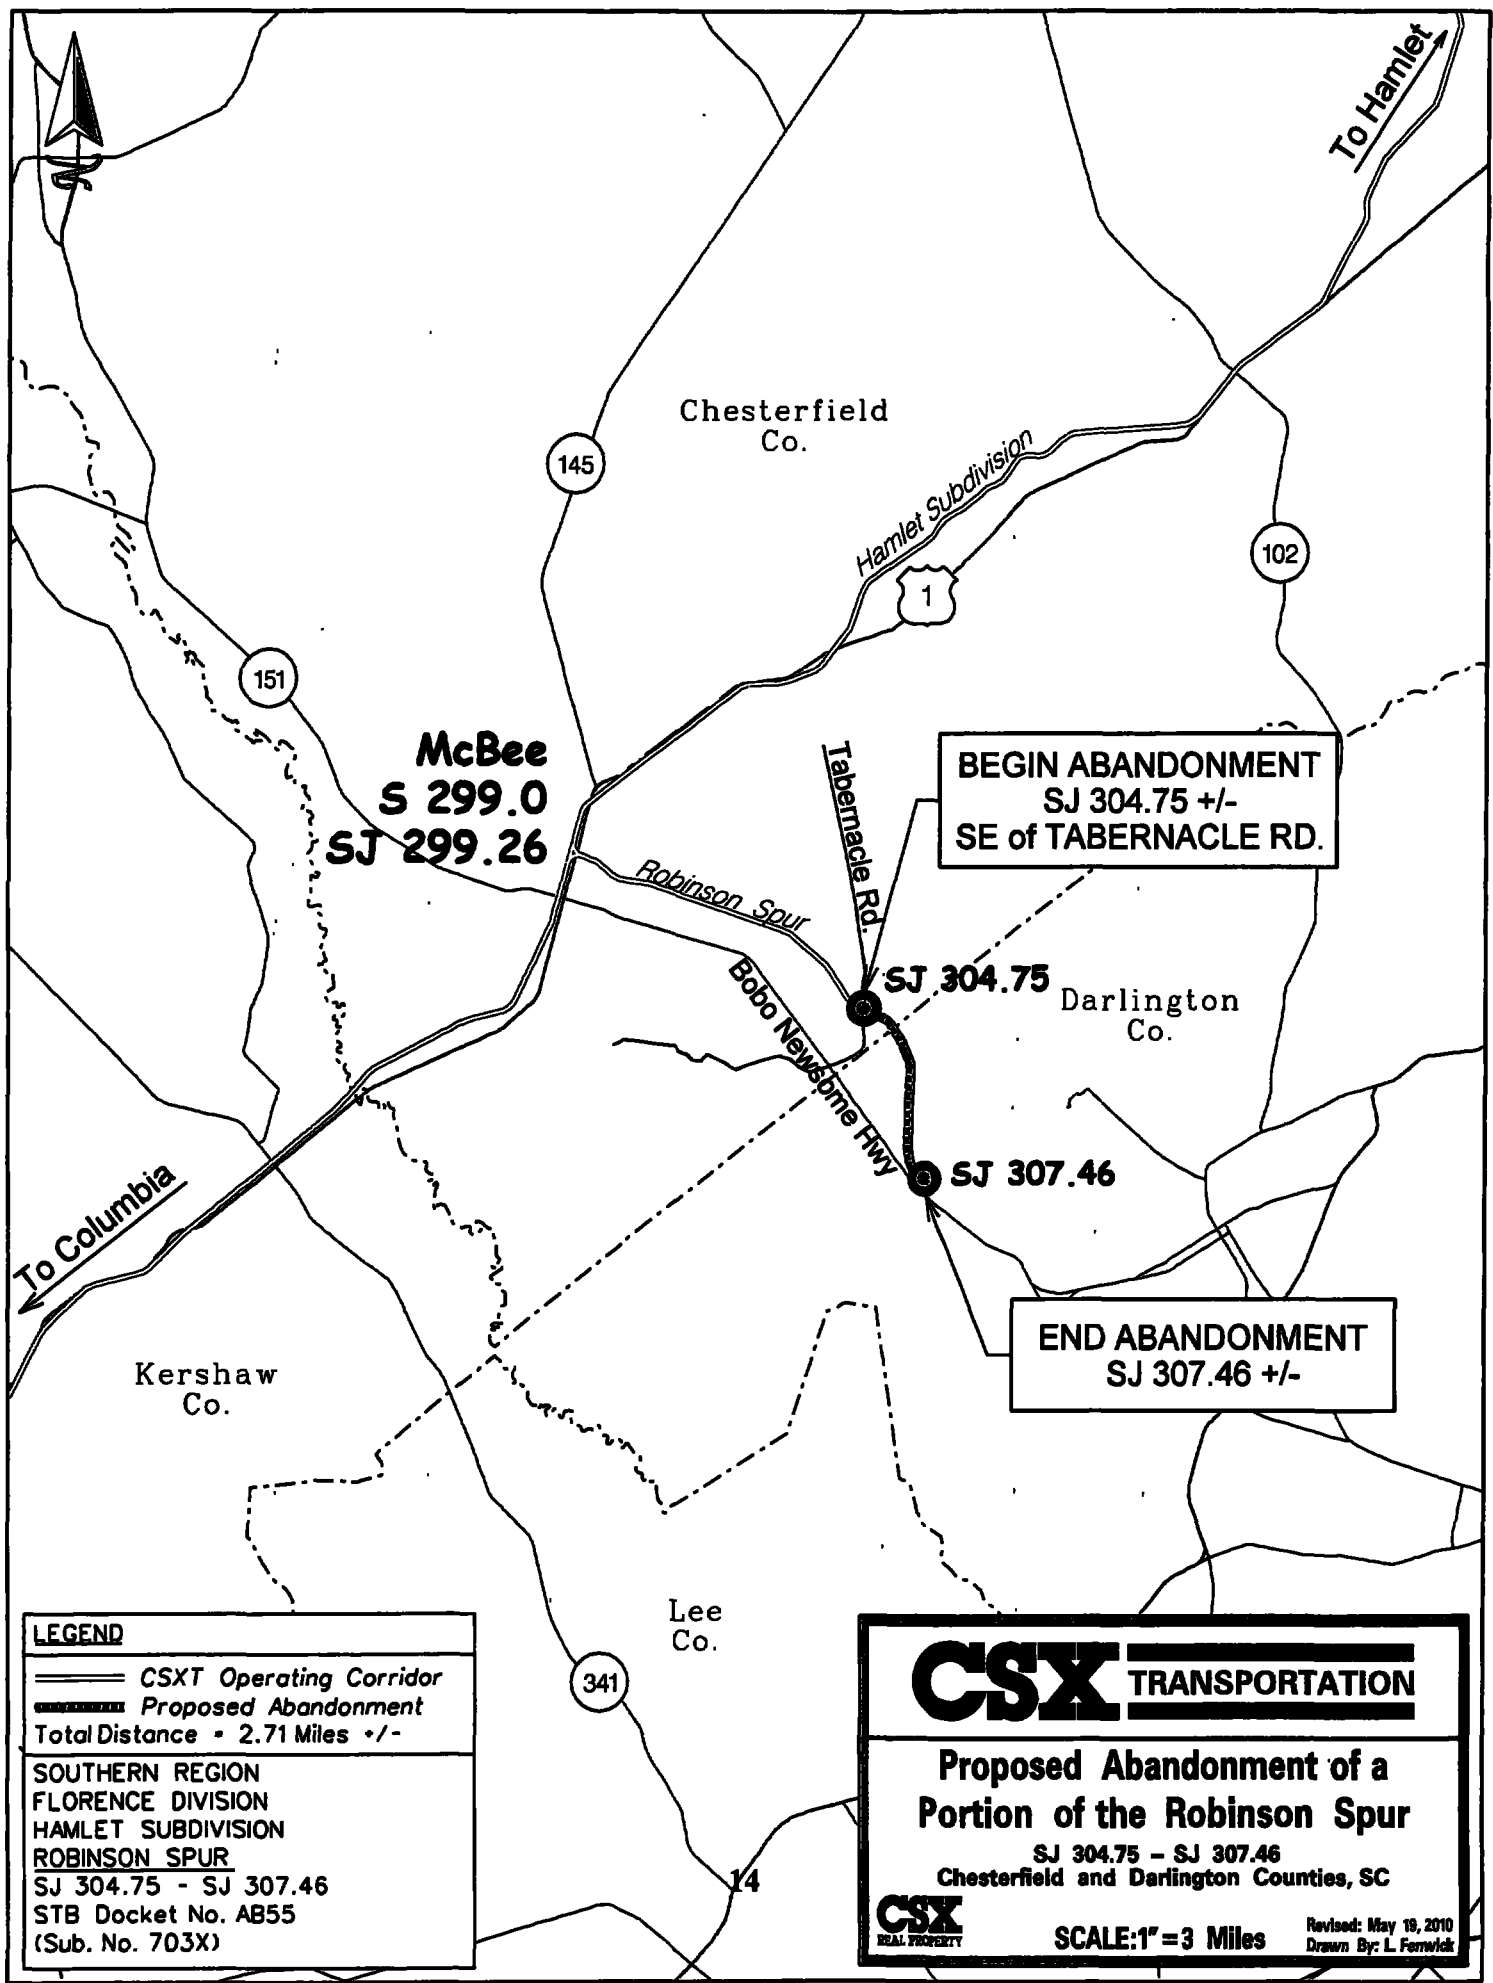 N
To Hamlet
Chesterfield
Co.
145
Hamlet Subdivision
102
1
151
McBee
S 299.0
SJ 299.26
Tabernacle Rd.
BEGIN ABANDONMENT
SJ 304.75 +/-
SE of TABERNACLE RD.
Robinson Spur
SJ 304.75
Darlington
Co.
Bobo Newsome Hwy
SJ 307.46
To Columbia
END ABANDONMENT
SJ 307.46 +/-
Kershaw
Co.
Lee
Co.
341
14
LEGEND
CSXT Operating Corridor
Proposed Abandonment
Total Distance = 2.71 Miles +/-
SOUTHERN REGION
FLORENCE DIVISION
HAMLET SUBDIVISION
ROBINSON SPUR
SJ 304.75 - SJ 307.46
STB Docket No. AB55
(Sub. No. 703X)
CSX TRANSPORTATION
Proposed Abandonment of a
Portion of the Robinson Spur
SJ 304.75 - SJ 307.46
Chesterfield and Darlington Counties, SC
CSX
REAL PROPERTY
SCALE:1"=3 Miles
Revised: May 19, 2010
Drawn By: L. Fenwick